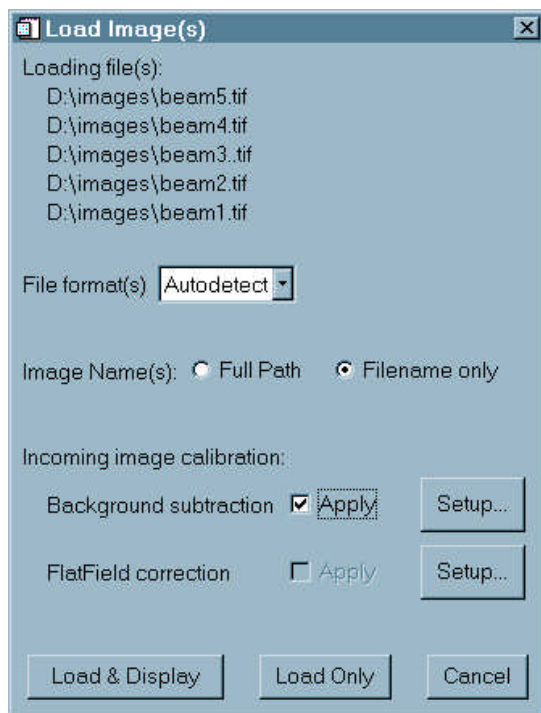 Load Image(s)
Loading file(s):
D:\images\beam5.tif
D:\images\beam4.tif
D:\images\beam3..tif
D:\images\beam2.tif
D:\images\beam1.tif
File format(s) Autodetect
Image Name(s): Full Path Filename only
Incoming image calibration:
Background subtraction Apply Setup...
FlatField correction Apply Setup...
Load & Display Load Only Cancel